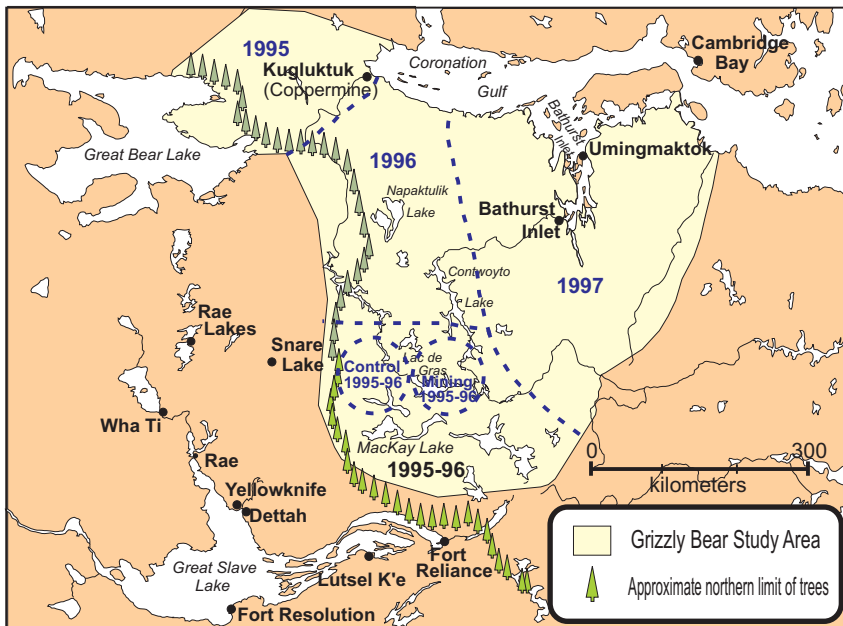 1995
Kugluktuk
(Coppermine)
Coronation
Gulf
Cambridge
Bay
Great Bear Lake
1996
Bathurst
Inlet
Umingmaktok
Napaktulik
Lake
Bathurst
Inlet
Contwoyto
Lake
1997
Rae
Lakes
Snare
Lake
Control
1995-96
Lac de
Gras
Mining
1995-96
Wha Ti
MacKay Lake
1995-96
0 300
kilometers
Rae
Yellowknife
Dettah
Great Slave
Lake
Lutsel K'e
Fort
Reliance
Fort Resolution
Grizzly Bear Study Area
Approximate northern limit of trees